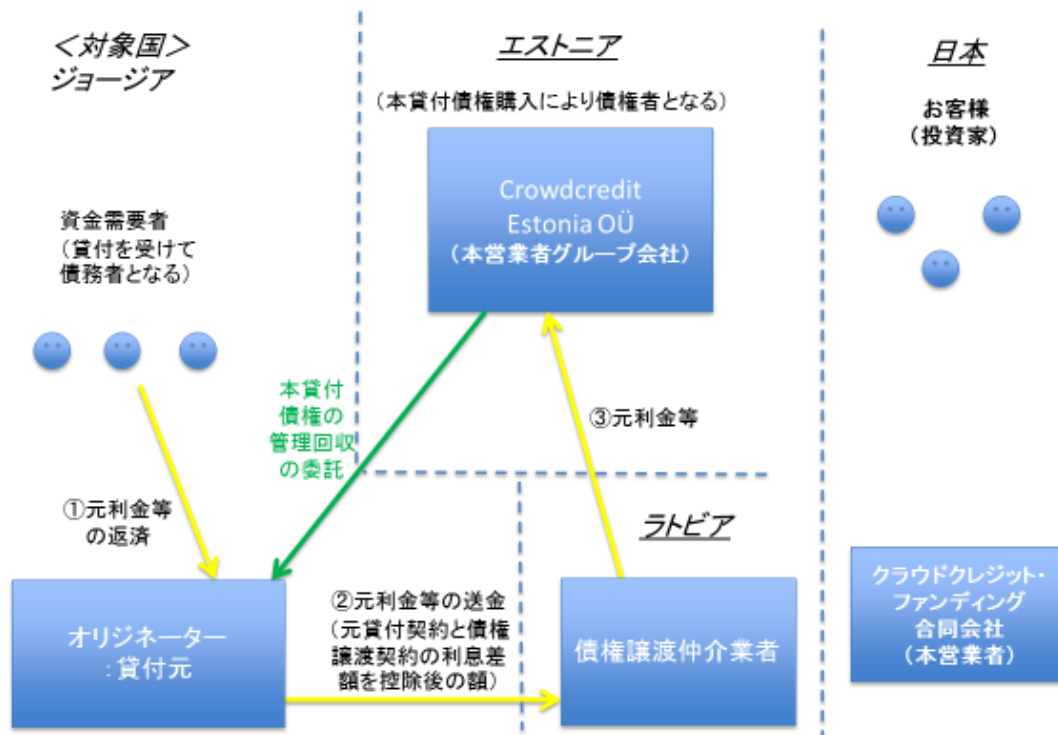 <対象国>
ジョージア
資金需要者
(貸付を受けて
債務者となる)
①元利金等
の返済
オリジネーター
:貸付元
エストニア
(本貸付債権購入により債権者となる)
Crowdcredit
Estonia OÜ
(本営業者グループ会社)
本貸付
債権の
管理回収
の委託
③元利金等
②元利金等の送金
(元貸付契約と債権
譲渡契約の利息差
額を控除後の額)
ラトビア
債権譲渡仲介業者
日本
お客様
(投資家)
クラウドクレジット・
ファンディング
合同会社
(本営業者)